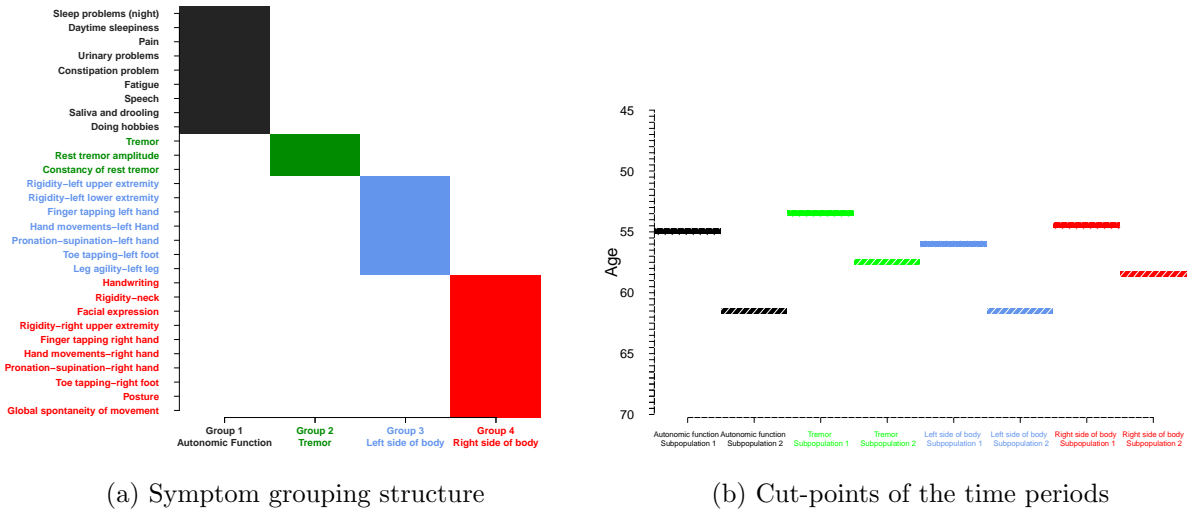 Sleep problems (night)
Daytime sleepiness
Pain
Urinary problems
Constipation problem
Fatigue
Speech
Saliva and drooling
Doing hobbies
Tremor
Rest tremor amplitude
Constancy of rest tremor
Rigidity−left upper extremity
Rigidity−left lower extremity
Finger tapping left hand
Hand movements−left Hand
Pronation−supination−left hand
Toe tapping−left foot
Leg agility−left leg
Handwriting
Rigidity−neck
Facial expression
Rigidity−right upper extremity
Finger tapping right hand
Hand movements−right hand
Pronation−supination−right hand
Toe tapping−right foot
Posture
Global spontaneity of movement
Group 1
Autonomic Function
Group 2
Tremor
Group 3
Left side of body
Group 4
Right side of body
(a) Symptom grouping structure
Age
45
50
55
60
65
70
Autonomic function
Subpopulation 1
Autonomic function
Subpopulation 2
Tremor
Subpopulation 1
Tremor
Subpopulation 2
Left side of body
Subpopulation 1
Left side of body
Subpopulation 2
Right side of body
Subpopulation 1
Right side of body
Subpopulation 2
(b) Cut-points of the time periods